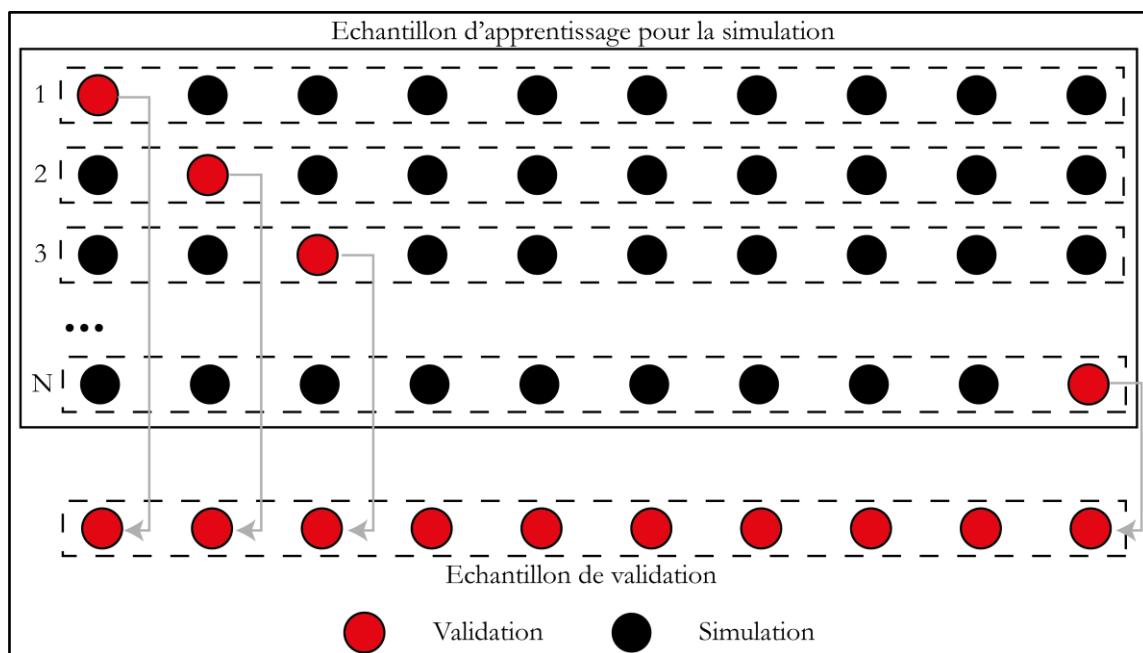 Echantillon d'apprentissage pour la simulation
1
2
3
...
N
Echantillon de validation
Validation Simulation